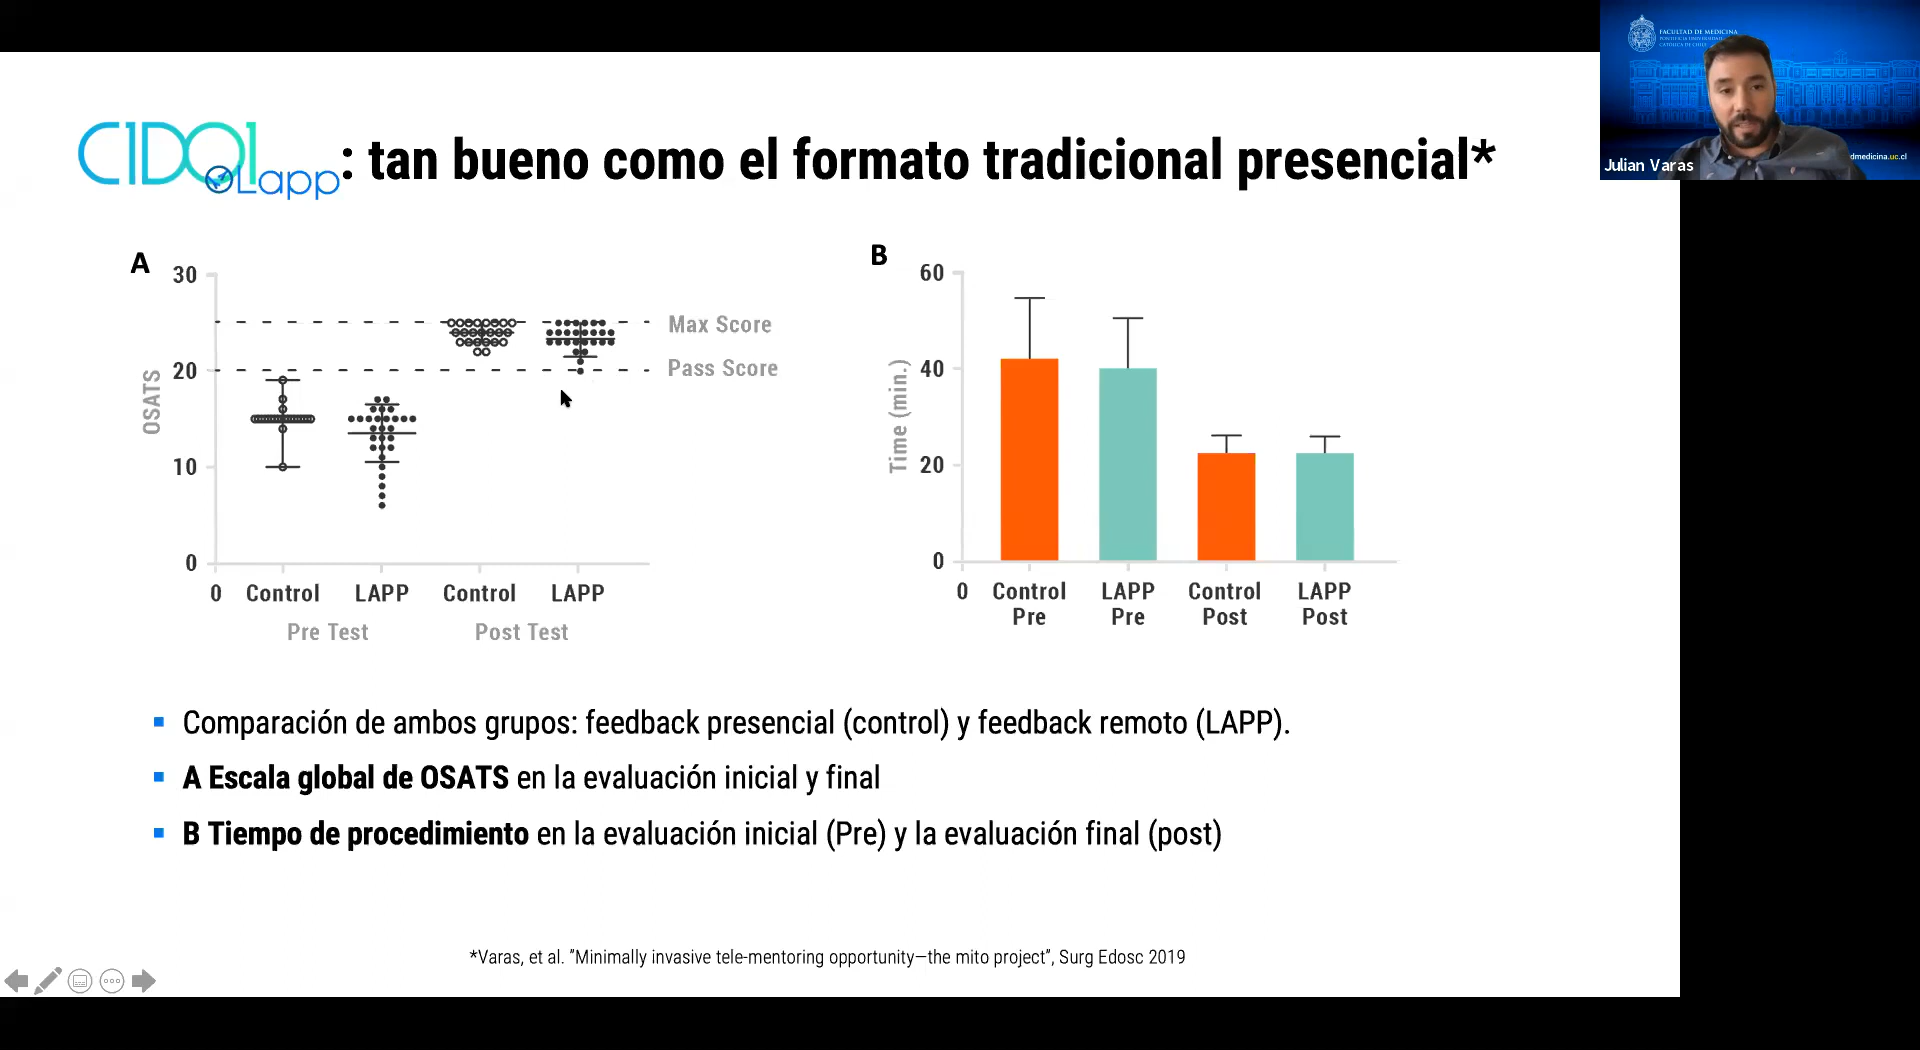 FACULTAD DE MEDICINA
PONTIFICIA UNIVERSIDAD
CATÓLICA DE CHILE
dmedicina.uc.cl
Julian Varas
C1DO1
Lapp
: tan bueno como el formato tradicional presencial*
A
30
20
10
0
OSATS
Max Score
Pass Score
0 Control LAPP Control LAPP
Pre Test Post Test
B
60
40
20
0
Time (min.)
0 Control LAPP Control LAPP
Pre Pre Post Post
Comparación de ambos grupos: feedback presencial (control) y feedback remoto (LAPP).
A Escala global de OSATS en la evaluación inicial y final
B Tiempo de procedimiento en la evaluación inicial (Pre) y la evaluación final (post)
*Varas, et al. "Minimally invasive tele-mentoring opportunity—the mito project", Surg Edosc 2019